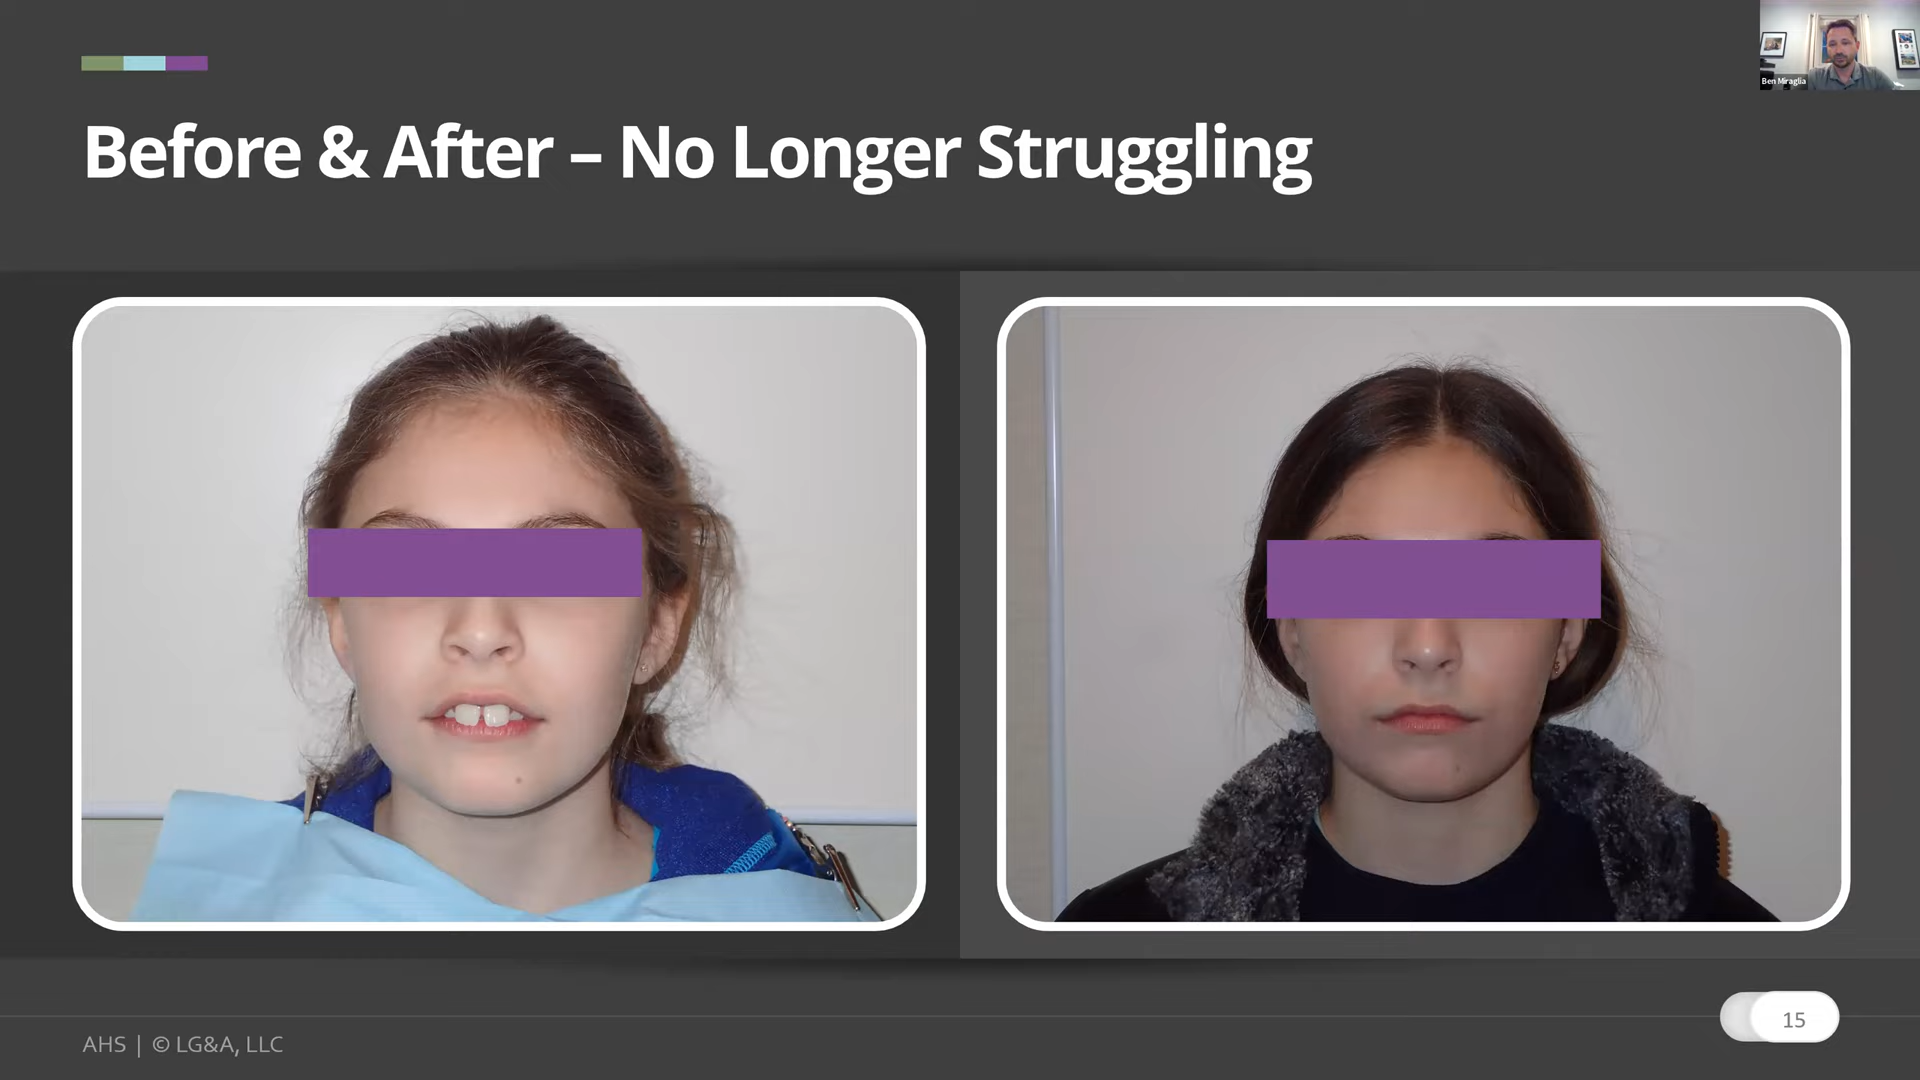 Ben Miraglia
Before & After – No Longer Struggling
15
AHS | © LG&A, LLC